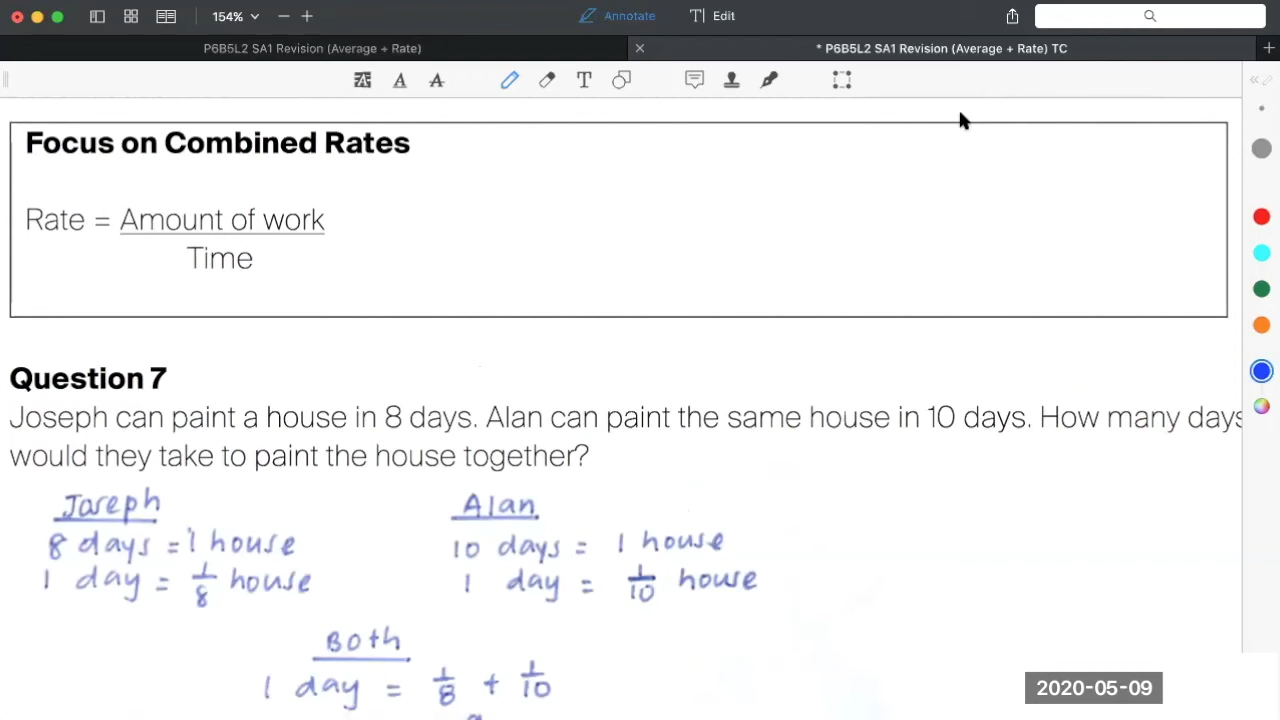 154%
Annotate
Edit
P6B5L2 SA1 Revision (Average + Rate)
* P6B5L2 SA1 Revision (Average + Rate) TC
Focus on Combined Rates
Rate = Amount of work
Time
Question 7
Joseph can paint a house in 8 days. Alan can paint the same house in 10 days. How many days
would they take to paint the house together?
Joseph
8 days = 1 house
1 day = 1/8 house
Alan
10 days = 1 house
1 day = 1/10 house
Both
1 day = 1/8 + 1/10
2020-05-09